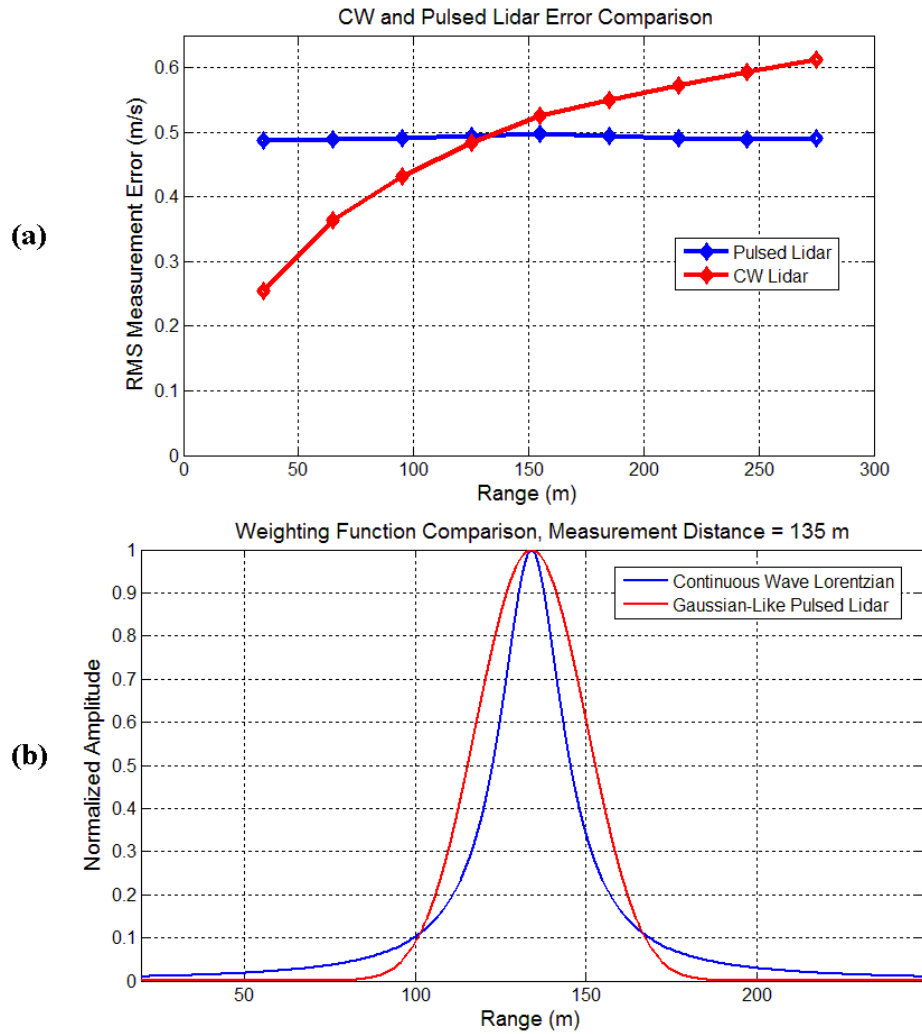 CW and Pulsed Lidar Error Comparison
0.6
0.5
0.4
0.3
0.2
0.1
0
RMS Measurement Error (m/s)
(a)
Pulsed Lidar
CW Lidar
0 50 100 150 200 250 300
Range (m)
Weighting Function Comparison, Measurement Distance = 135 m
1
0.9
0.8
0.7
0.6
0.5
0.4
0.3
0.2
0.1
0
Normalized Amplitude
(b)
Continuous Wave Lorentzian
Gaussian-Like Pulsed Lidar
50 100 150 200
Range (m)